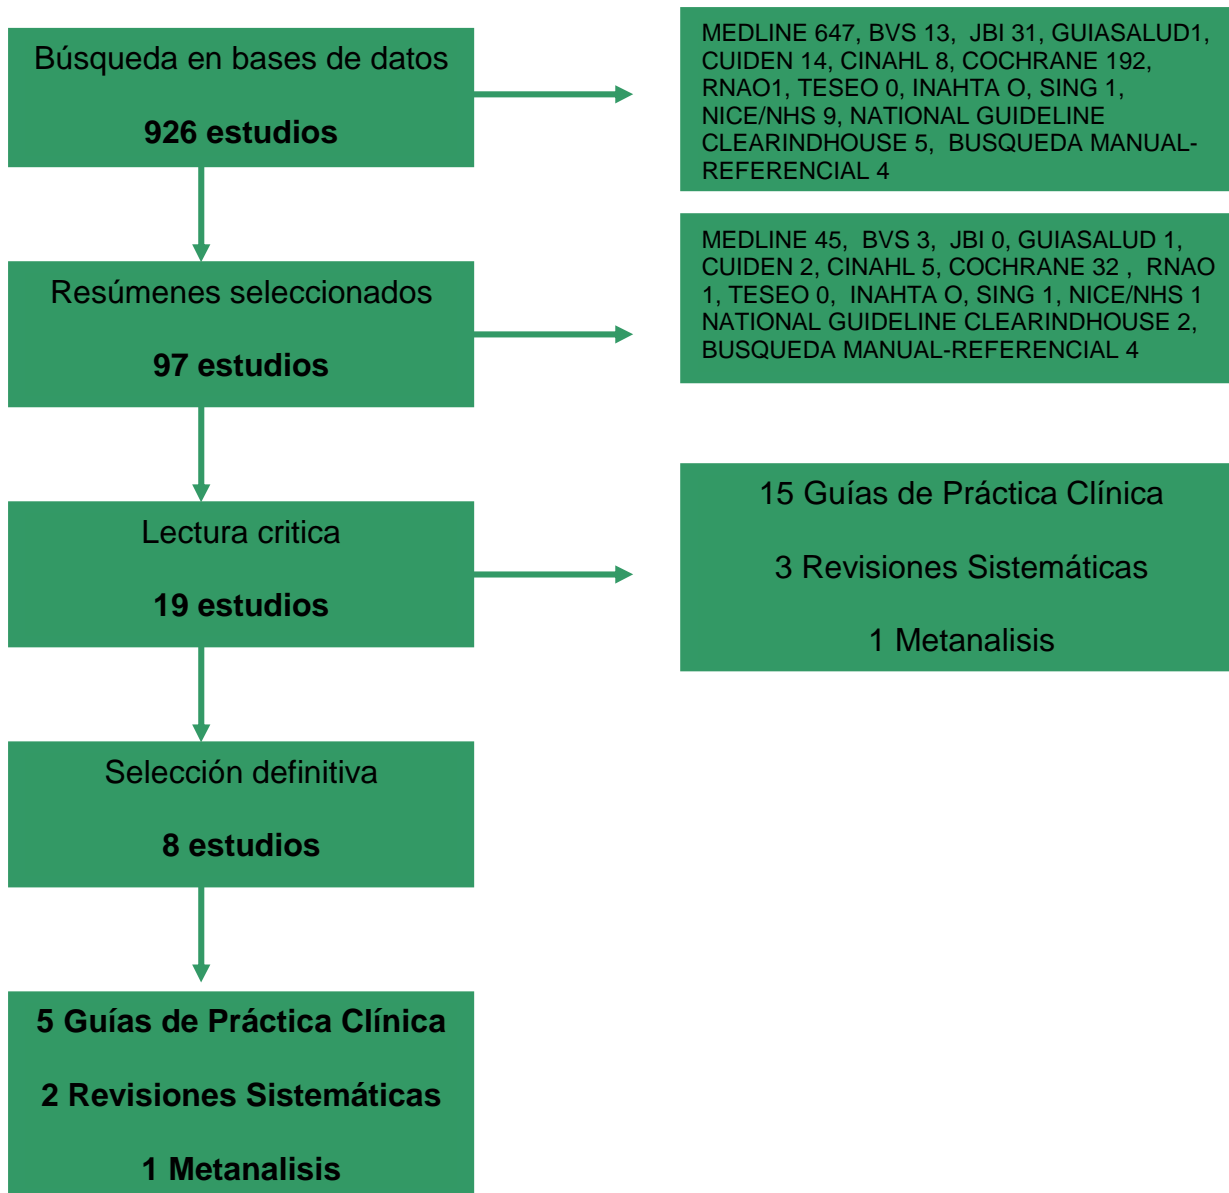 Búsqueda en bases de datos
926 estudios
MEDLINE 647, BVS 13, JBI 31, GUIASALUD1,
CUIDEN 14, CINAHL 8, COCHRANE 192,
RNAO1, TESEO 0, INAHTA O, SING 1,
NICE/NHS 9, NATIONAL GUIDELINE
CLEARINDHOUSE 5, BUSQUEDA MANUAL-
REFERENCIAL 4
Resúmenes seleccionados
97 estudios
MEDLINE 45, BVS 3, JBI 0, GUIASALUD 1,
CUIDEN 2, CINAHL 5, COCHRANE 32 , RNAO
1, TESEO 0, INAHTA O, SING 1, NICE/NHS 1
NATIONAL GUIDELINE CLEARINDHOUSE 2,
BUSQUEDA MANUAL-REFERENCIAL 4
Lectura critica
19 estudios
15 Guías de Práctica Clínica
3 Revisiones Sistemáticas
1 Metanalisis
Selección definitiva
8 estudios
5 Guías de Práctica Clínica
2 Revisiones Sistemáticas
1 Metanalisis